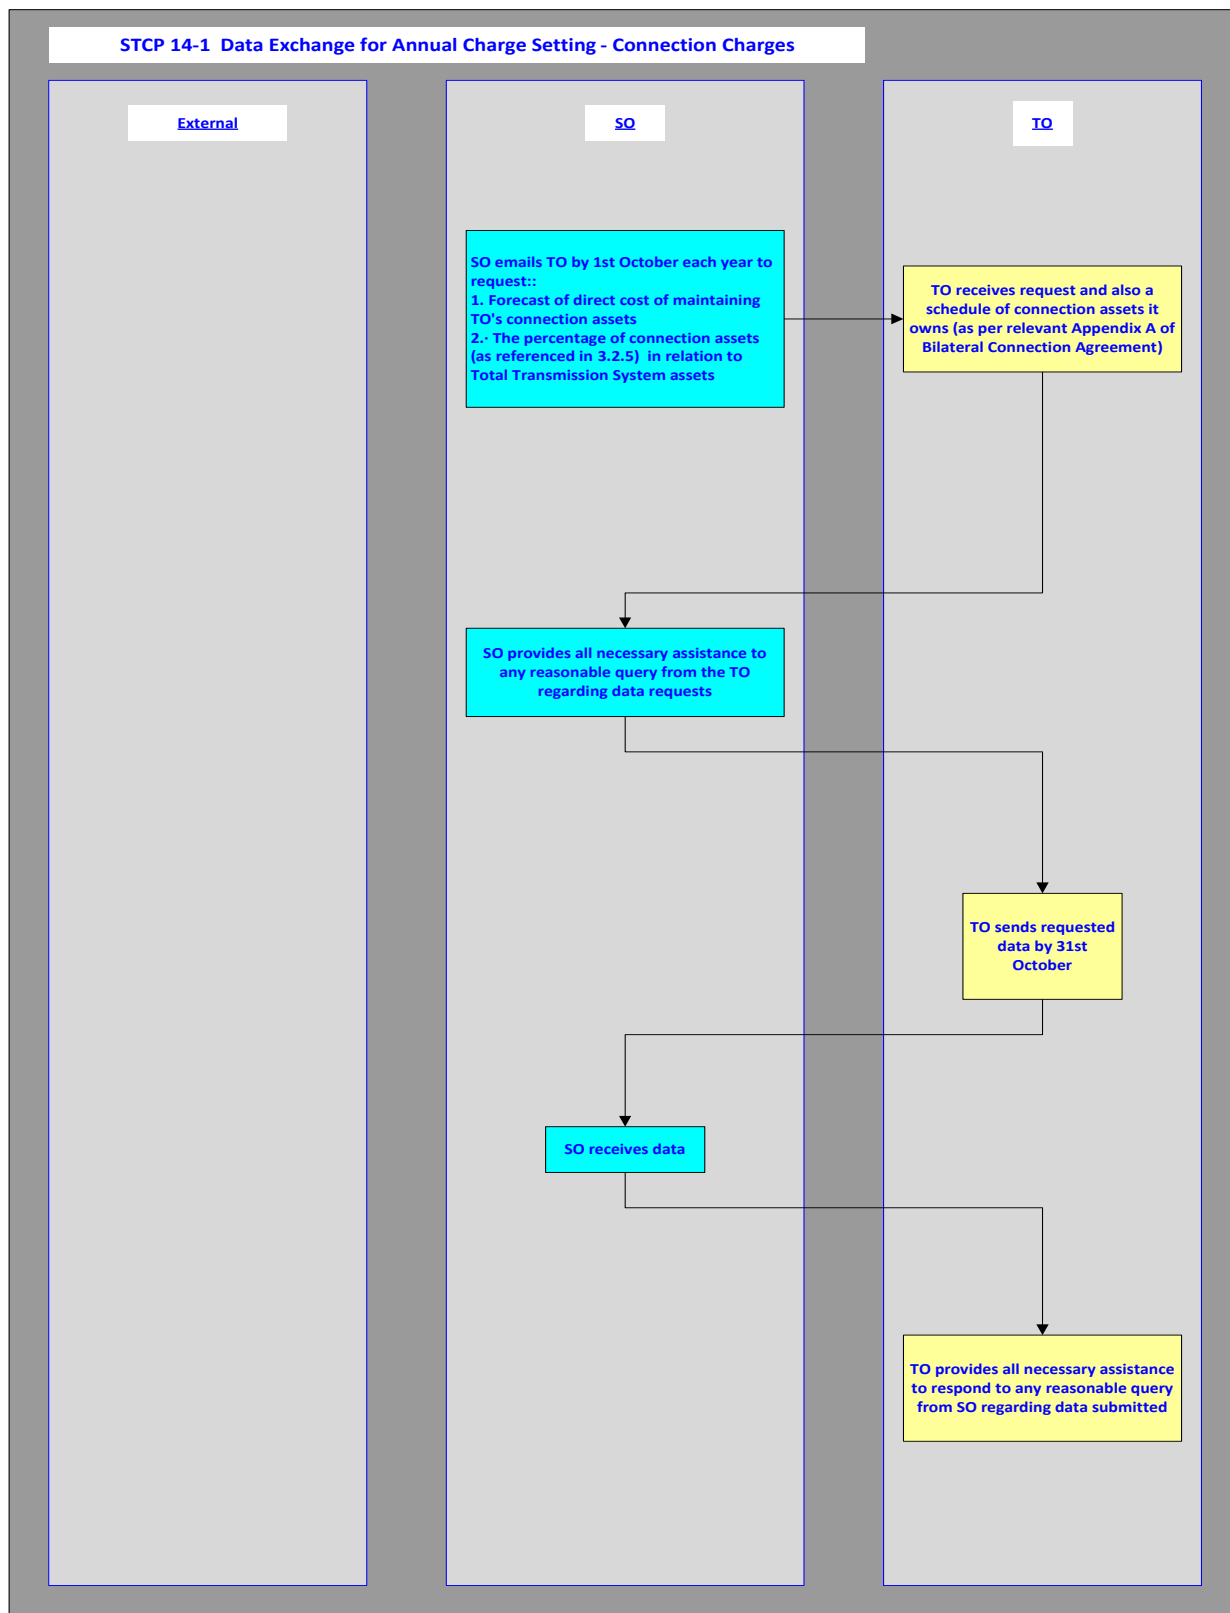 STCP 14-1  Data Exchange for Annual Charge Setting - Connection Charges
External
SO
TO
SO emails TO by 1st October each year to
request::
1. Forecast of direct cost of maintaining
TO's connection assets
2.· The percentage of connection assets
(as referenced in 3.2.5)  in relation to
Total Transmission System assets
TO receives request and also a
schedule of connection assets it
owns (as per relevant Appendix A of
Bilateral Connection Agreement)
SO provides all necessary assistance to
any reasonable query from the TO
regarding data requests
TO sends requested
data by 31st
October
SO receives data
TO provides all necessary assistance
to respond to any reasonable query
from SO regarding data submitted